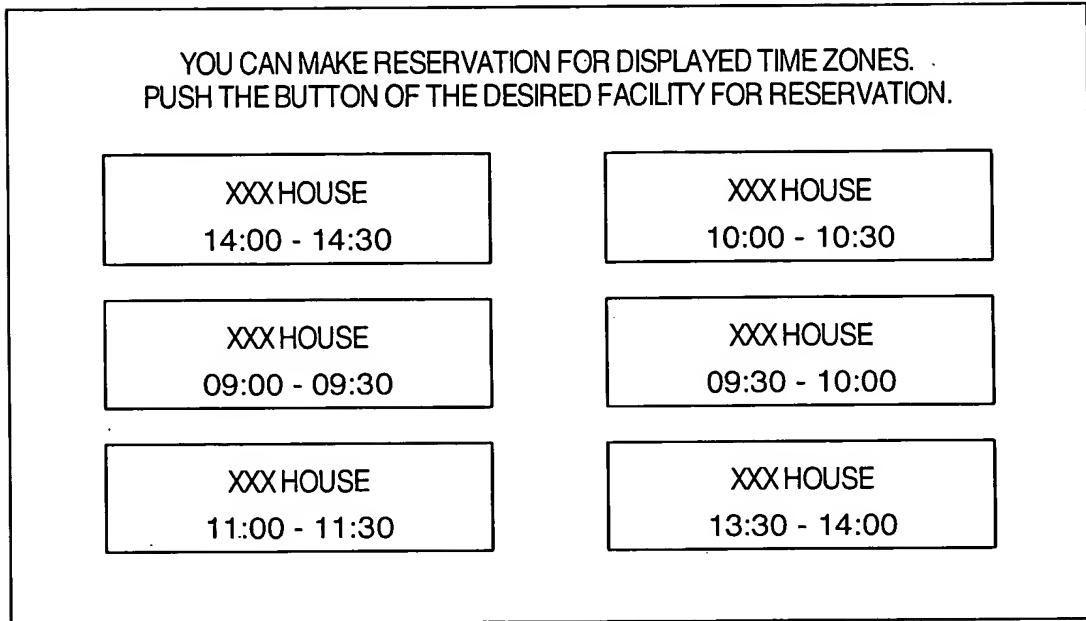 YOU CAN MAKE RESERVATION FOR DISPLAYED TIME ZONES.
PUSH THE BUTTON OF THE DESIRED FACILITY FOR RESERVATION.
XXX HOUSE
14:00 - 14:30
XXX HOUSE
10:00 - 10:30
XXX HOUSE
09:00 - 09:30
XXX HOUSE
09:30 - 10:00
XXX HOUSE
11:00 - 11:30
XXX HOUSE
13:30 - 14:00